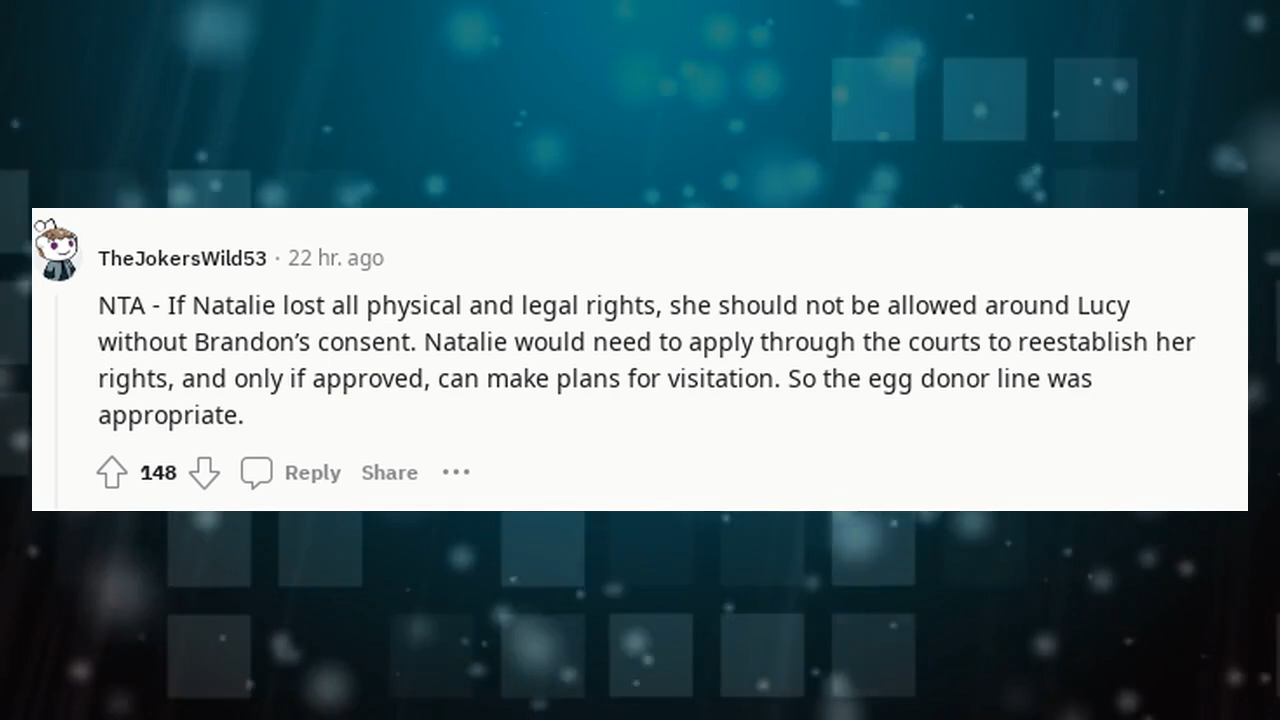 TheJokersWild53 · 22 hr. ago
NTA - If Natalie lost all physical and legal rights, she should not be allowed around Lucy
without Brandon’s consent. Natalie would need to apply through the courts to reestablish her
rights, and only if approved, can make plans for visitation. So the egg donor line was
appropriate.
148 Reply Share ···